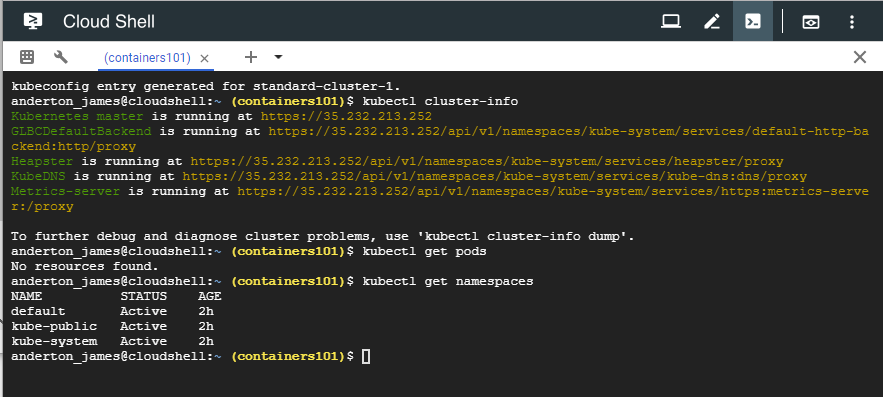 Cloud Shell
(containers101)
kubeconfig entry generated for standard-cluster-1.
anderton_james@cloudshell:~ (containers101)$ kubectl cluster-info
Kubernetes master is running at https://35.232.213.252
GLBCDefaultBackend is running at https://35.232.213.252/api/v1/namespaces/kube-system/services/default-http-ba
ckend:http/proxy
Heapster is running at https://35.232.213.252/api/v1/namespaces/kube-system/services/heapster/proxy
KubeDNS is running at https://35.232.213.252/api/v1/namespaces/kube-system/services/kube-dns:dns/proxy
Metrics-server is running at https://35.232.213.252/api/v1/namespaces/kube-system/services/https:metrics-serve
r:/proxy
To further debug and diagnose cluster problems, use 'kubectl cluster-info dump'.
anderton_james@cloudshell:~ (containers101)$ kubectl get pods
No resources found.
anderton_james@cloudshell:~ (containers101)$ kubectl get namespaces
NAME STATUS AGE
default Active 2h
kube-public Active 2h
kube-system Active 2h
anderton_james@cloudshell:~ (containers101)$